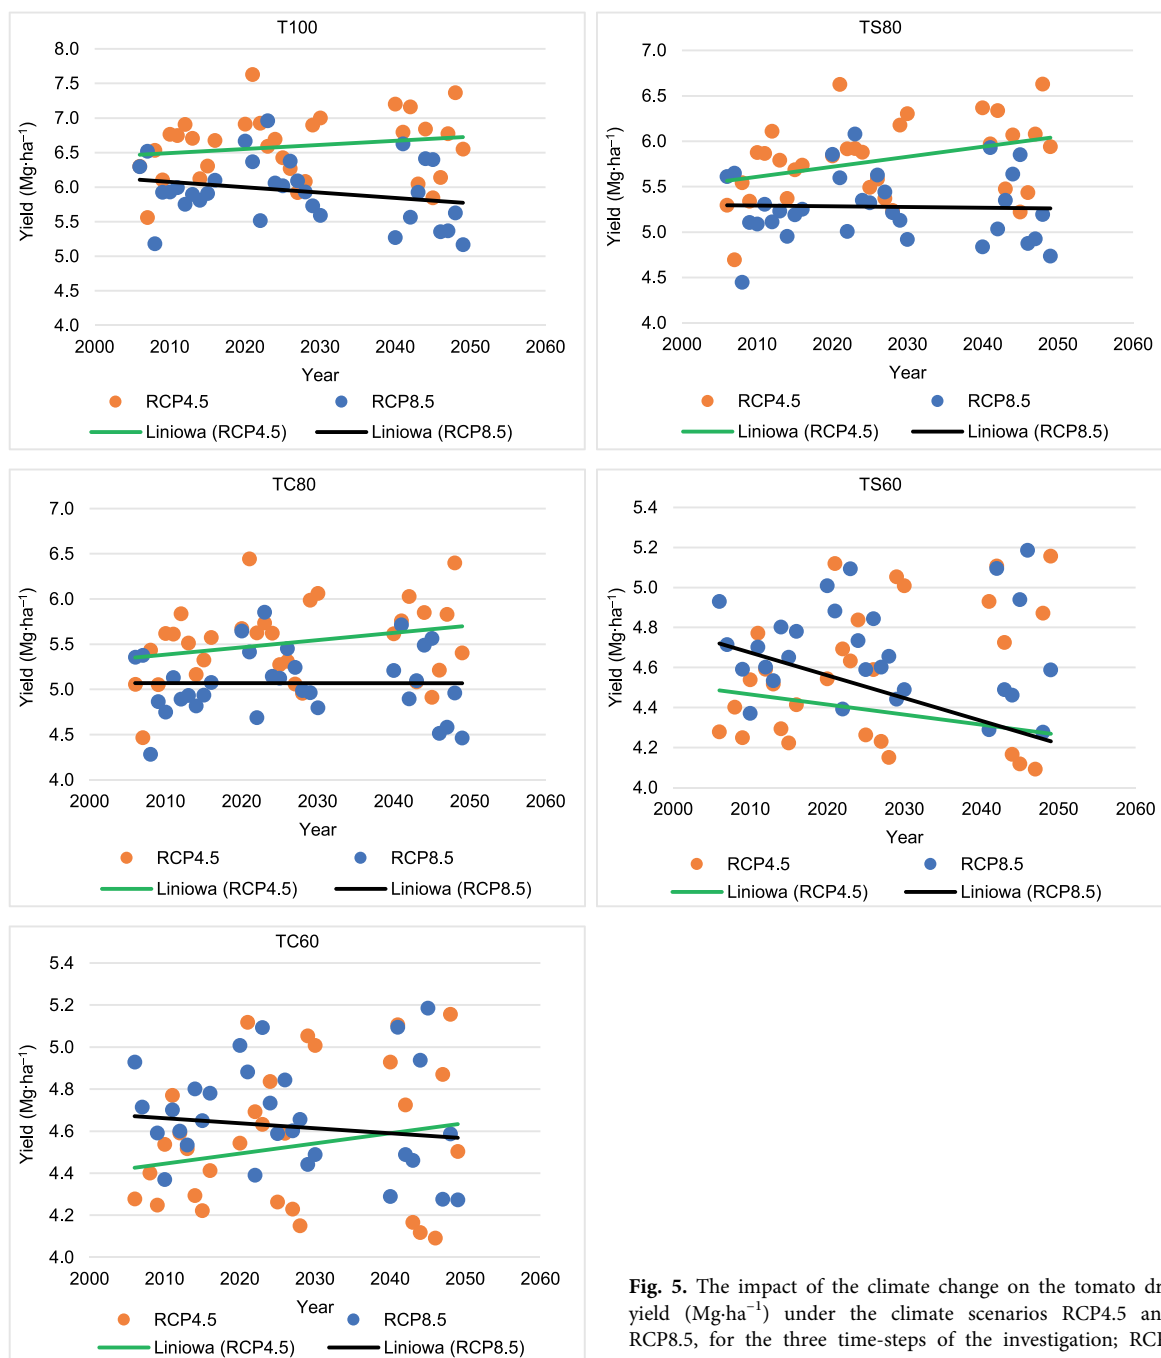 T100
8.0
7.5
7.0
6.5
6.0
5.5
5.0
4.5
4.0
Yield (Mg·ha⁻¹)
2000 2010 2020 2030 2040 2050 2060
Year
RCP4.5 RCP8.5
Liniowa (RCP4.5) Liniowa (RCP8.5)
TS80
7.0
6.5
6.0
5.5
5.0
4.5
4.0
Yield (Mg·ha⁻¹)
2000 2010 2020 2030 2040 2050 2060
Year
RCP4.5 RCP8.5
Liniowa (RCP4.5) Liniowa (RCP8.5)
TC80
7.0
6.5
6.0
5.5
5.0
4.5
4.0
Yield (Mg·ha⁻¹)
2000 2010 2020 2030 2040 2050 2060
Year
RCP4.5 RCP8.5
Liniowa (RCP4.5) Liniowa (RCP8.5)
TS60
5.4
5.2
5.0
4.8
4.6
4.4
4.2
4.0
Yield (Mg·ha⁻¹)
2000 2010 2020 2030 2040 2050 2060
Year
RCP4.5 RCP8.5
Liniowa (RCP4.5) Liniowa (RCP8.5)
TC60
5.4
5.2
5.0
4.8
4.6
4.4
4.2
4.0
Yield (Mg·ha⁻¹)
2000 2010 2020 2030 2040 2050 2060
Year
RCP4.5 RCP8.5
Liniowa (RCP4.5) Liniowa (RCP8.5)
Fig. 5. The impact of the climate change on the tomato
yield (Mg·ha⁻¹) under the climate scenarios RCP4.5
RCP8.5, for the three time-steps of the investigation;